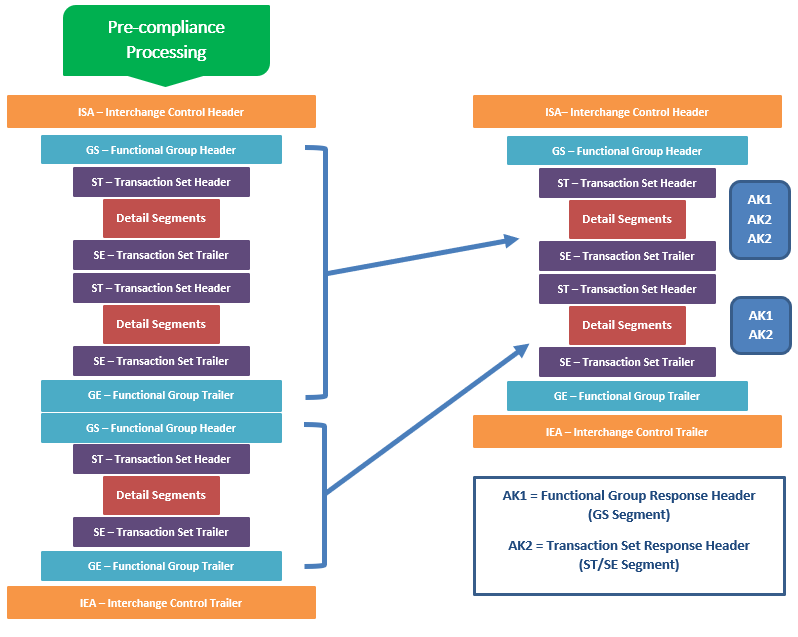 Pre-compliance
Processing
ISA – Interchange Control Header
GS – Functional Group Header
ST – Transaction Set Header
Detail Segments
SE – Transaction Set Trailer
ST – Transaction Set Header
Detail Segments
SE – Transaction Set Trailer
GE – Functional Group Trailer
GS – Functional Group Header
ST – Transaction Set Header
Detail Segments
SE – Transaction Set Trailer
GE – Functional Group Trailer
IEA – Interchange Control Trailer
ISA– Interchange Control Header
GS – Functional Group Header
ST – Transaction Set Header
Detail Segments
SE – Transaction Set Trailer
ST – Transaction Set Header
Detail Segments
SE – Transaction Set Trailer
GE – Functional Group Trailer
IEA – Interchange Control Trailer
AK1
AK2
AK2
AK1
AK2
AK1 = Functional Group Response Header
(GS Segment)
AK2 = Transaction Set Response Header
(ST/SE Segment)